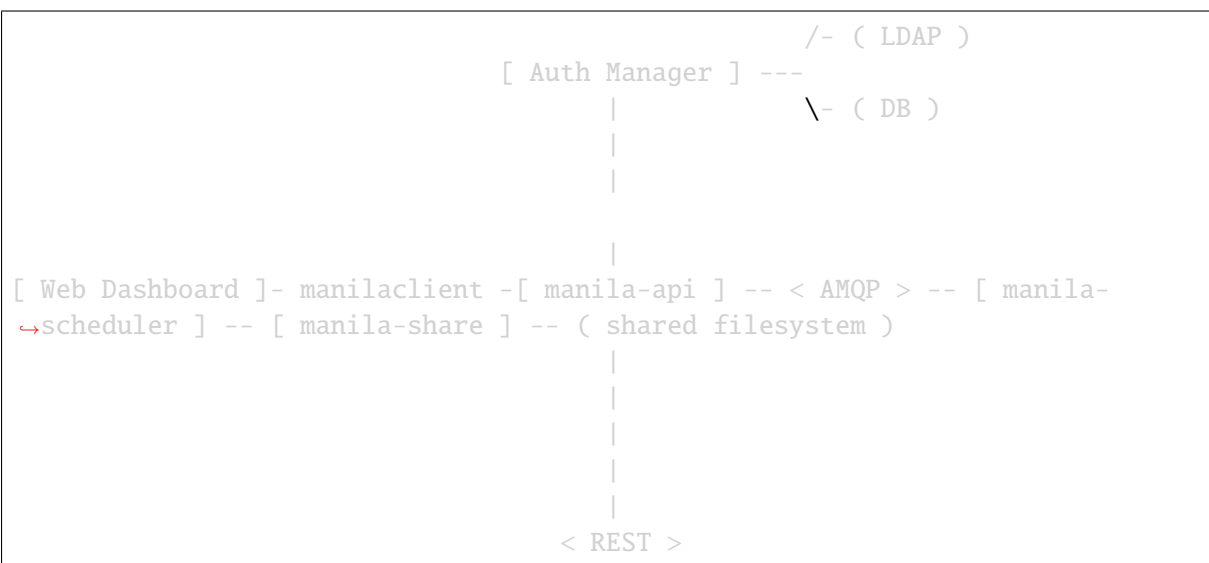 /- ( LDAP )
[ Auth Manager ] ---
| \- ( DB )
|
|
|
[ Web Dashboard ]- manilaclient -[ manila-api ] -- < AMQP > -- [ manila-
↪scheduler ] -- [ manila-share ] -- ( shared filesystem )
|
|
|
|
|
< REST >